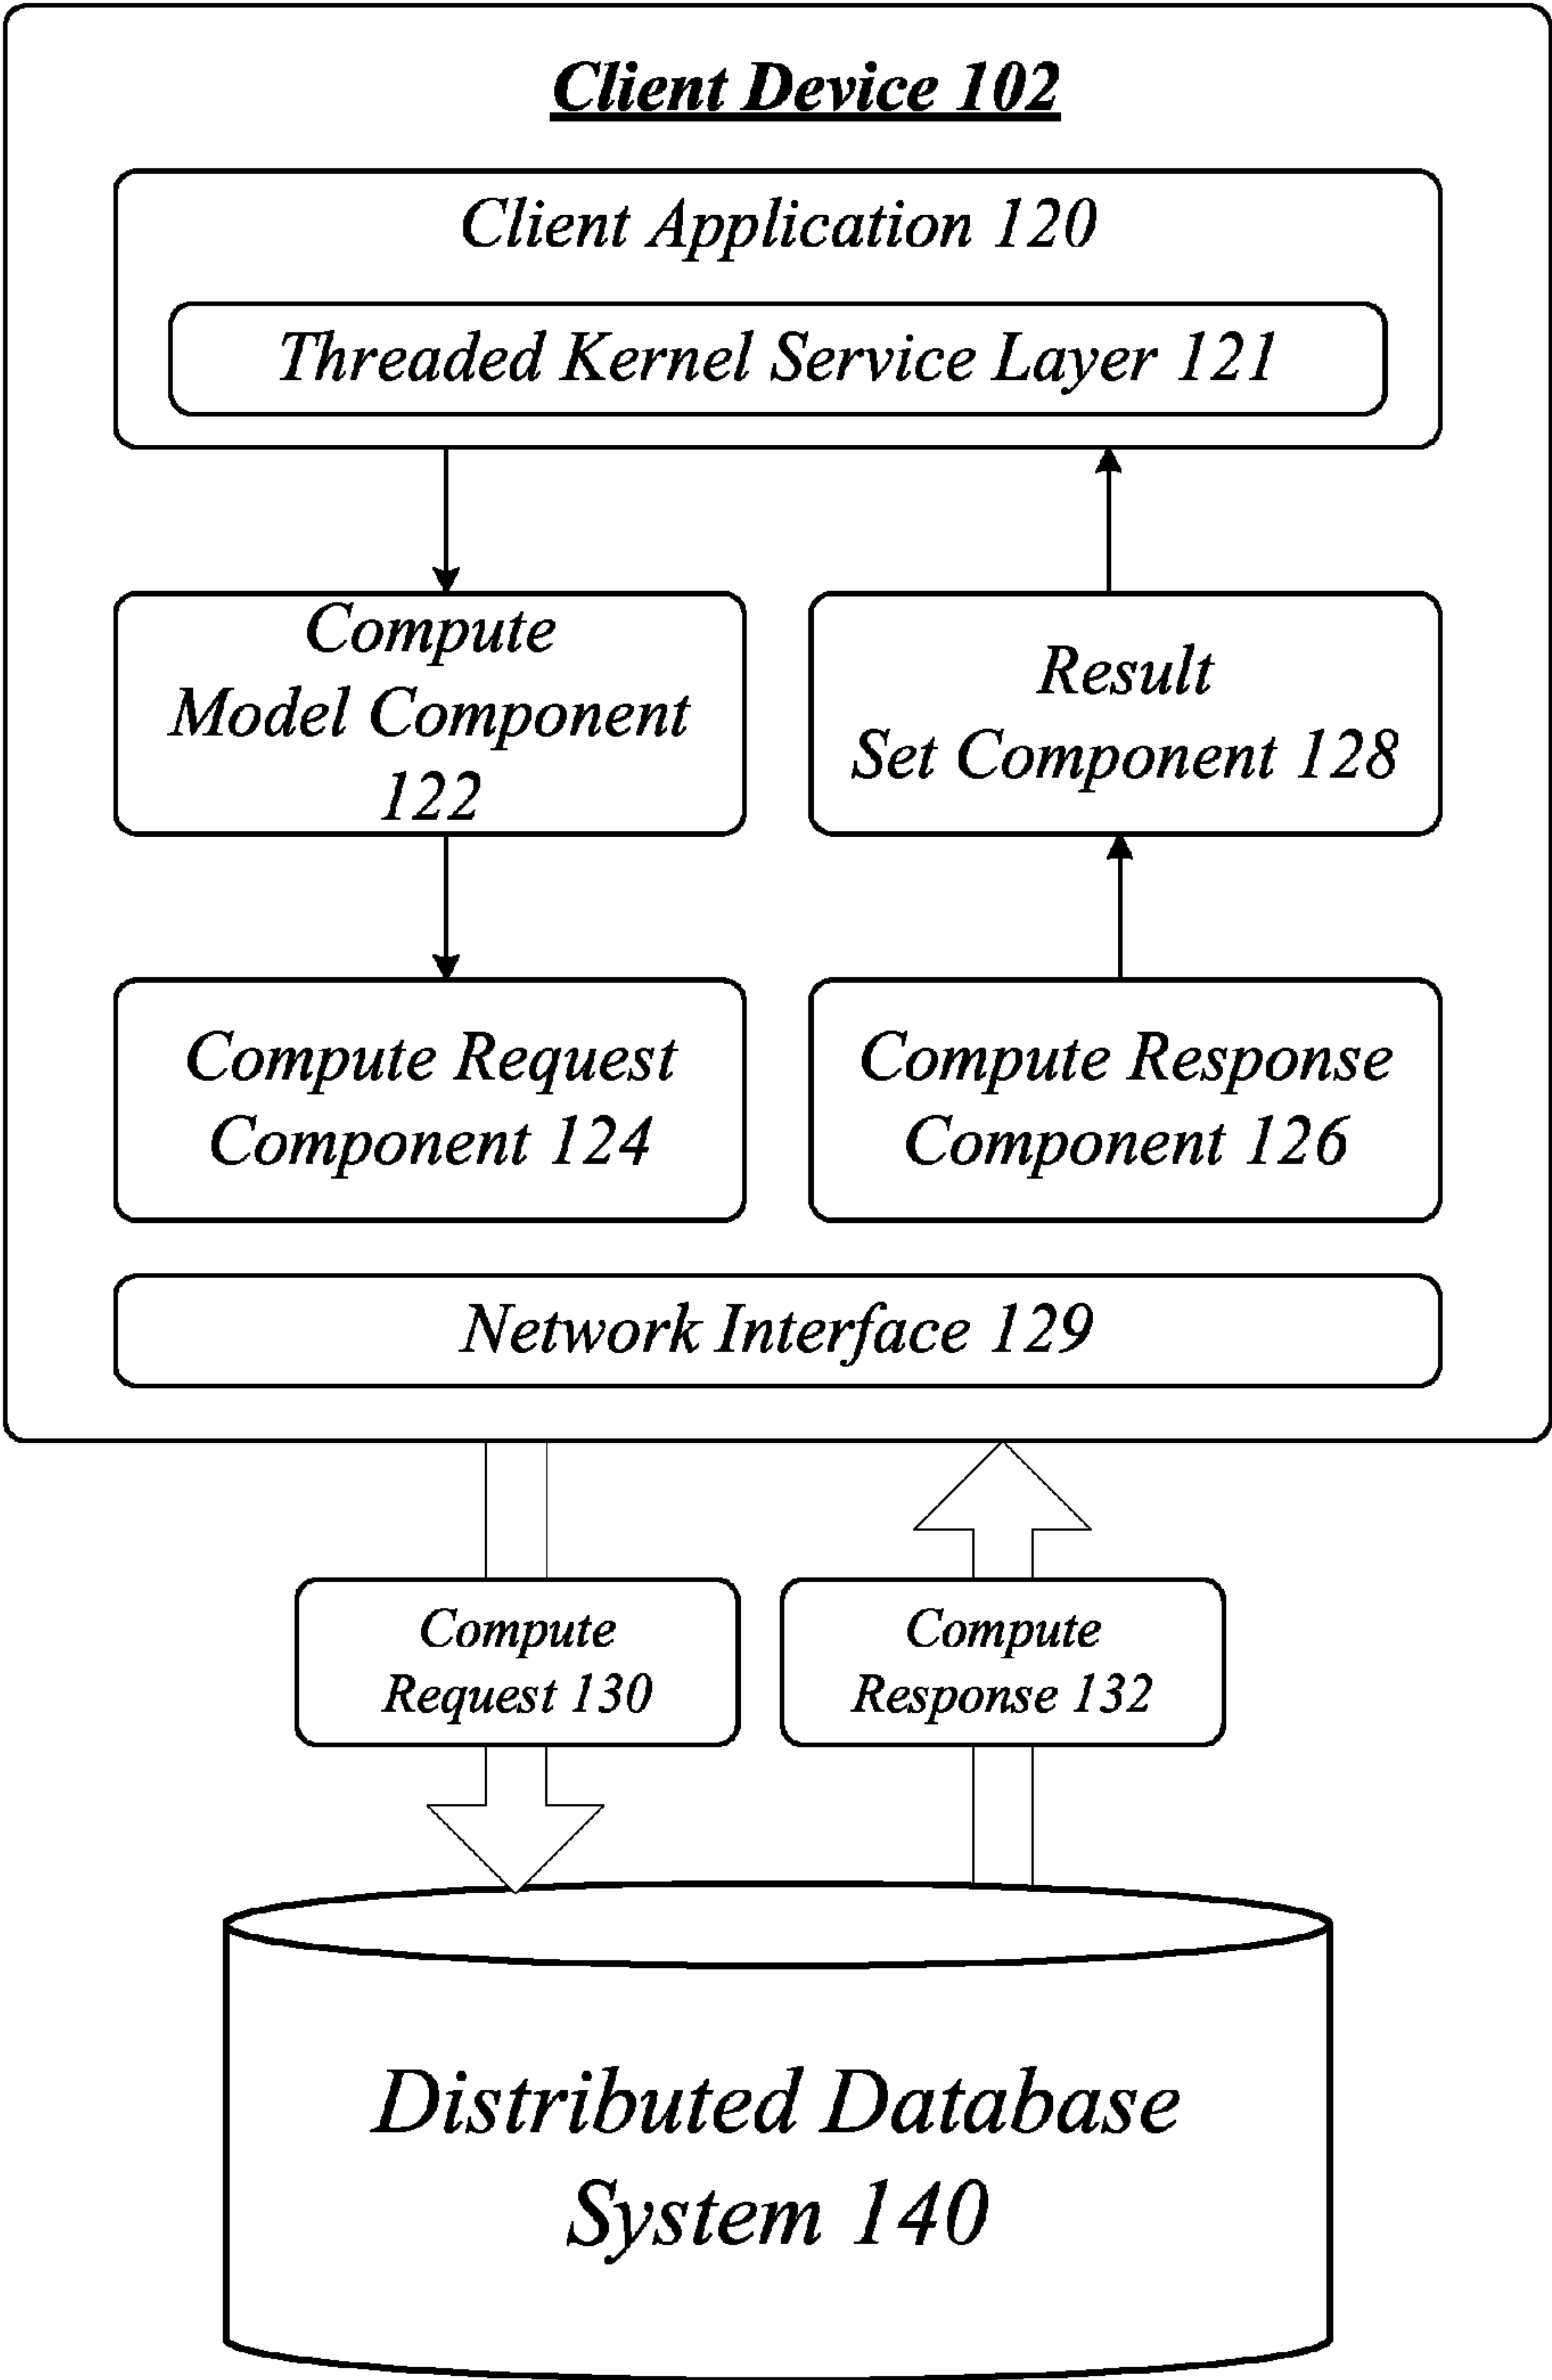 Client Device 102
Client Application 120
Threaded Kernel Service Layer 121
Compute
Model Component
122
Result
Set Component 128
Compute Request
Component 124
Compute Response
Component 126
Network Interface 129
Compute
Request 130
Compute
Response 132
Distributed Database
System 140